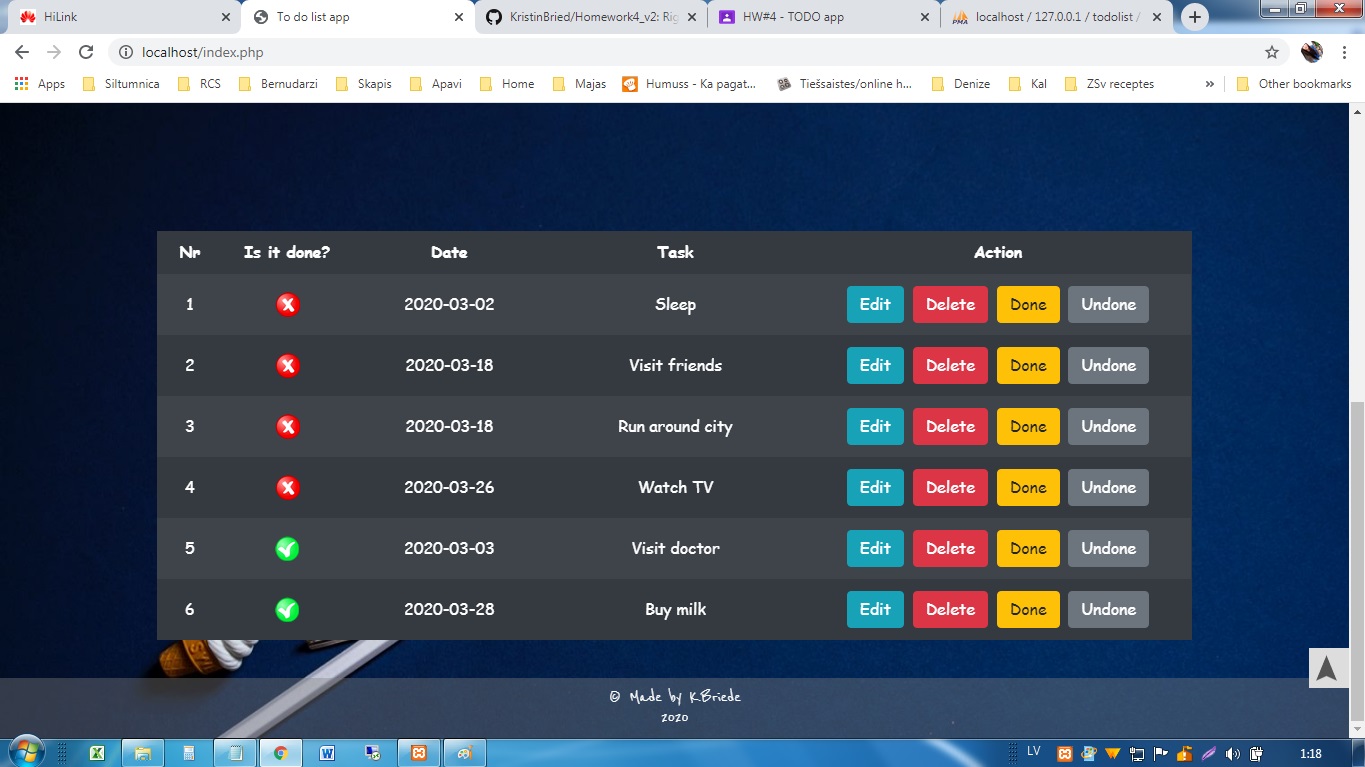 HiLink To do list app KristinBried/Homework4_v2: Rig HW#4 - TODO app localhost / 127.0.0.1 / todolist /
localhost/index.php
Apps Siltumnica RCS Bernudarzi Skapis Apavi Home Majas Humuss - Ka pagat... Tiešsaistes/online h... Denize Kal ZSv receptes » Other bookmarks
Nr Is it done? Date Task Action
1 2020-03-02 Sleep Edit Delete Done Undone
2 2020-03-18 Visit friends Edit Delete Done Undone
3 2020-03-18 Run around city Edit Delete Done Undone
4 2020-03-26 Watch TV Edit Delete Done Undone
5 2020-03-03 Visit doctor Edit Delete Done Undone
6 2020-03-28 Buy milk Edit Delete Done Undone
© Made by K.Briede
2020
LV 1:18